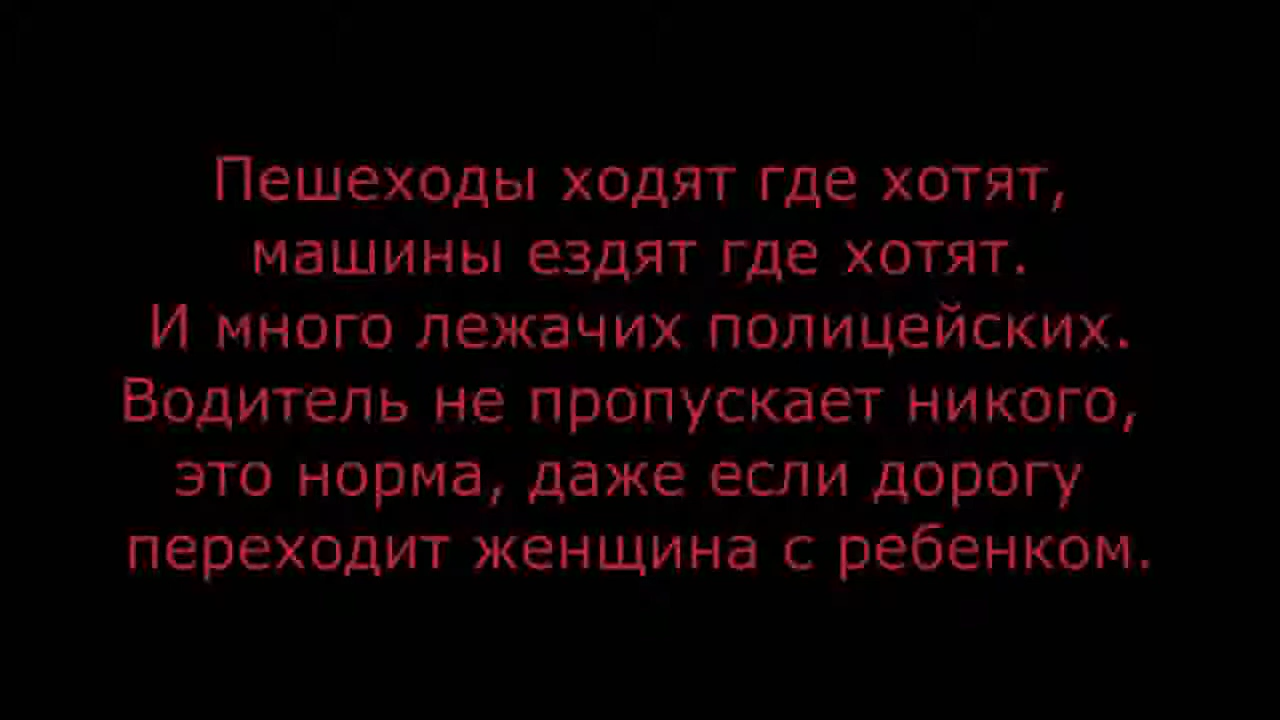 Пешеходы ходят где хотят,
машины ездят где хотят.
И много лежачих полицейских.
Водитель не пропускает никого,
это норма, даже если дорогу
переходит женщина с ребенком.